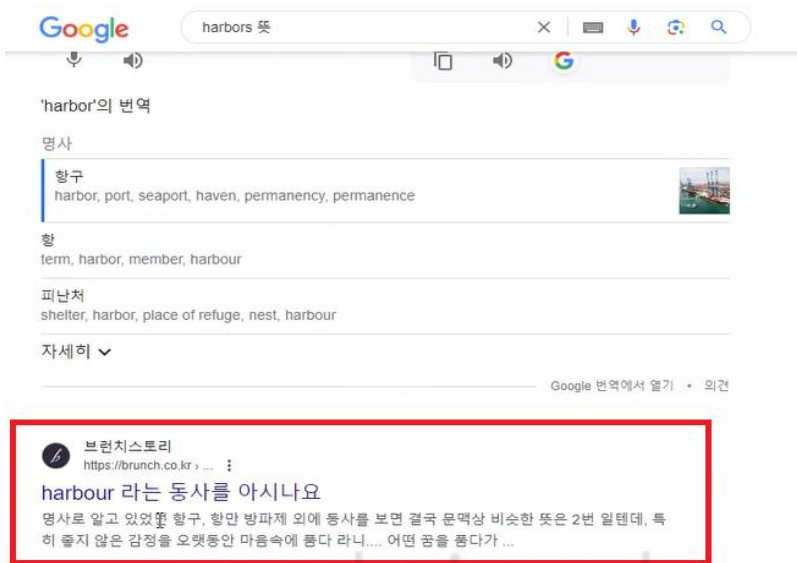 Google
harbors 뜻
'harbor'의 번역
명사
항구
harbor, port, seaport, haven, permanency, permanence
항
term, harbor, member, harbour
피난처
shelter, harbor, place of refuge, nest, harbour
자세히
Google 번역에서 열기 • 의견
브런치스토리
https://brunch.co.kr › ...
harbour 라는 동사를 아시나요
명사로 알고 있었 항구, 항만 방파제 외에 동사를 보면 결국 문맥상 비슷한 뜻은 2번 일텐데, 특
히 좋지 않은 감정을 오랫동안 마음속에 품다 라니.... 어떤 꿈을 품다가 ...